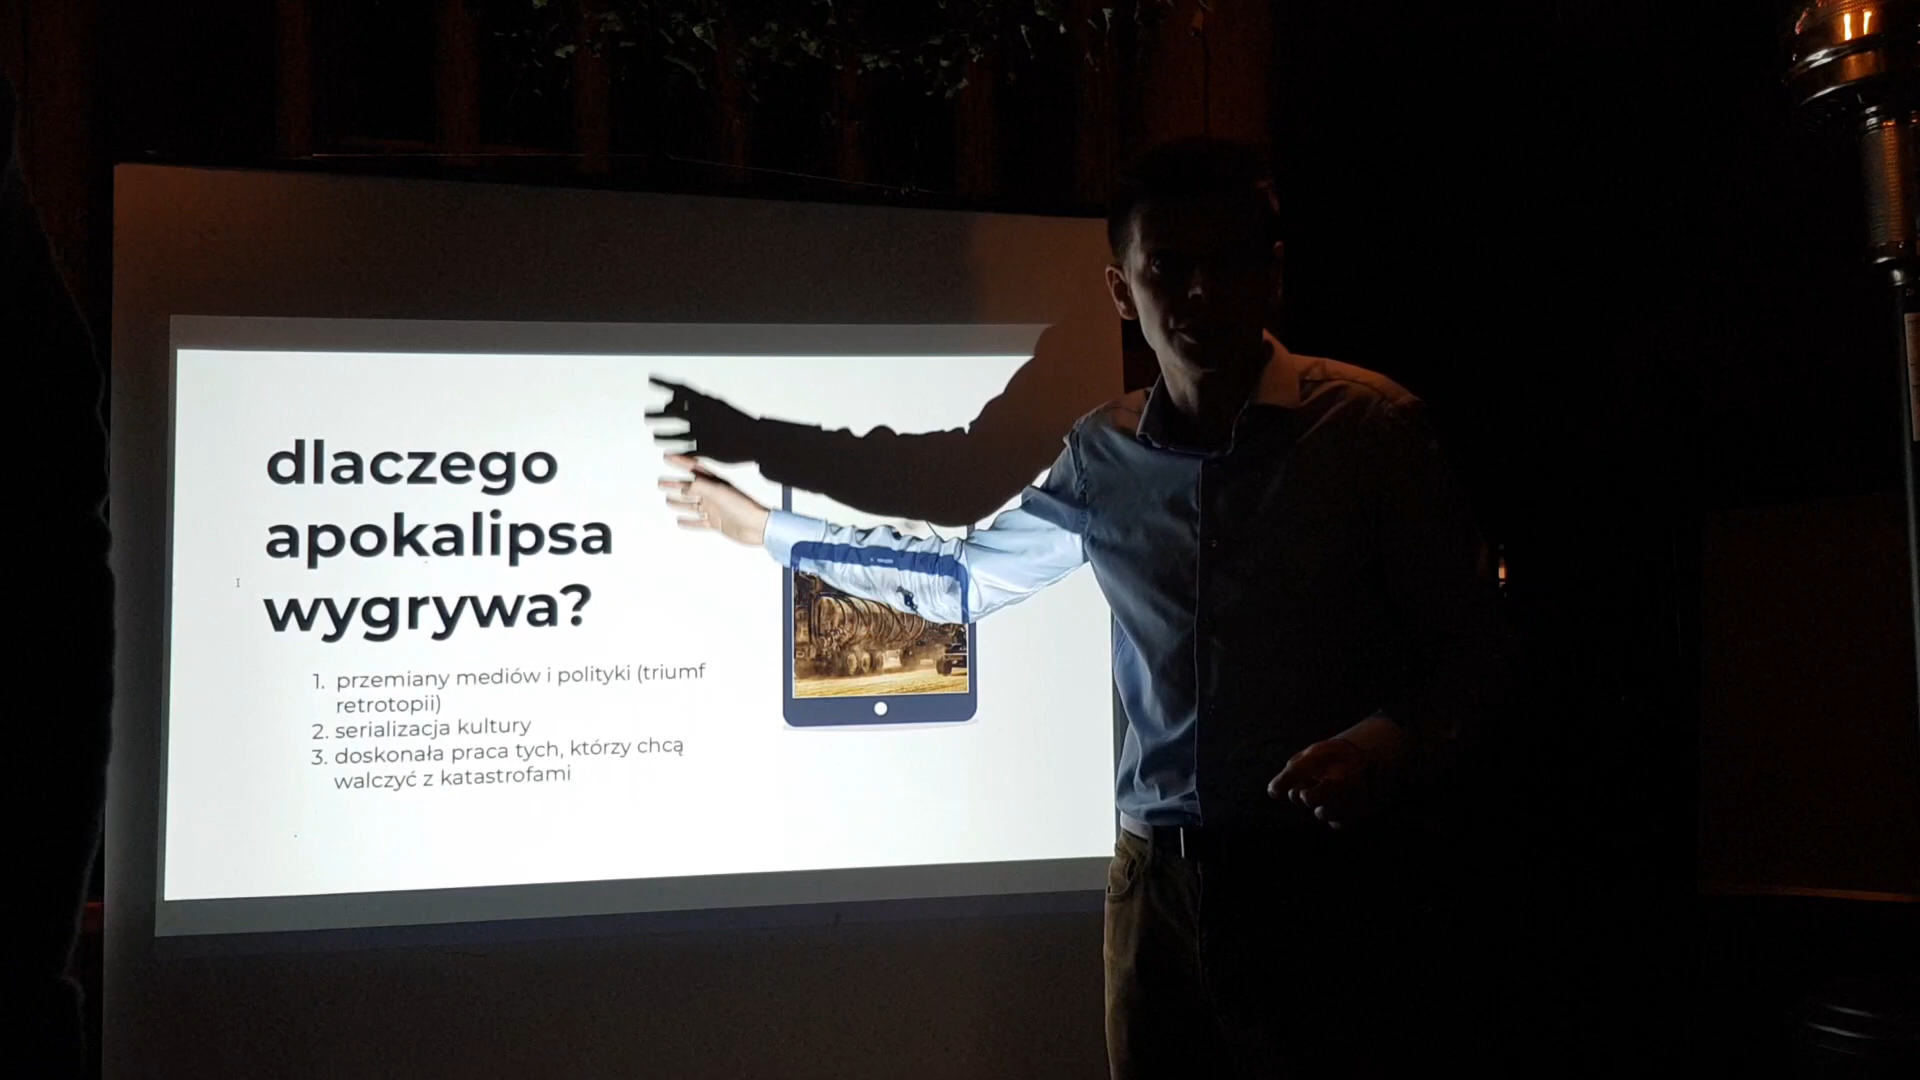 dlaczego
apokalipsa
wygrywa?
1. przemiany mediów i polityki (triumf
retrotopii)
2. serializacja kultury
3. doskonała praca tych, którzy chcą
walczyć z katastrofami